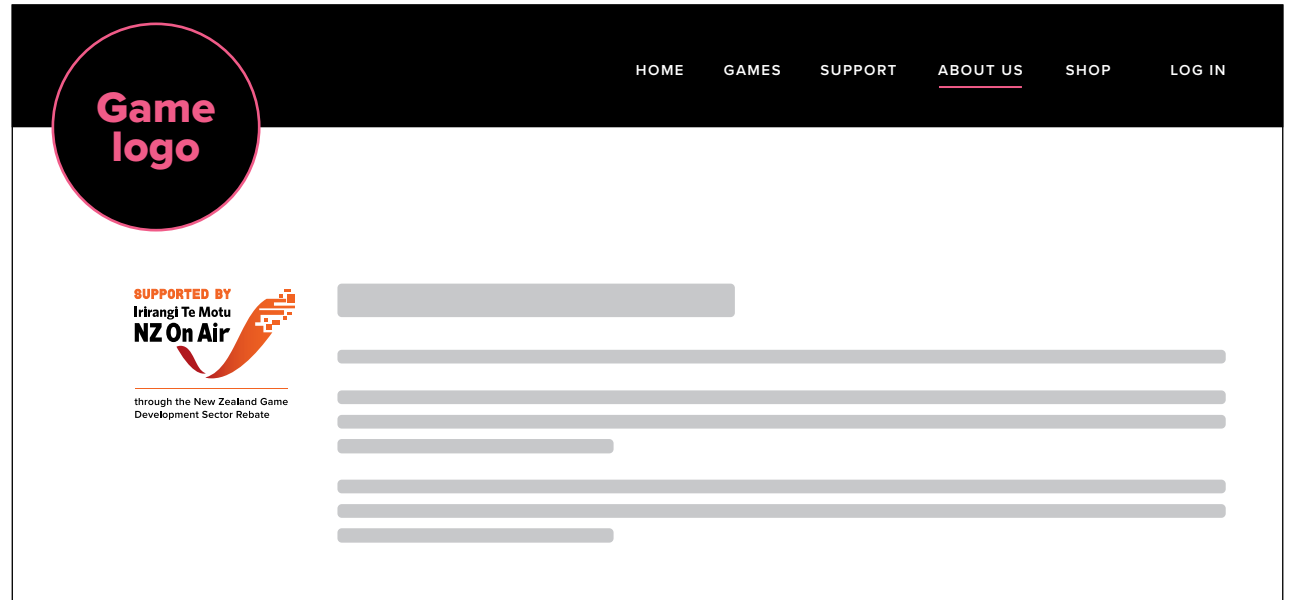 HOME GAMES SUPPORT ABOUT US SHOP LOG IN
Game
logo
SUPPORTED BY
Irirangi Te Motu
NZ On Air
through the New Zealand Game
Development Sector Rebate